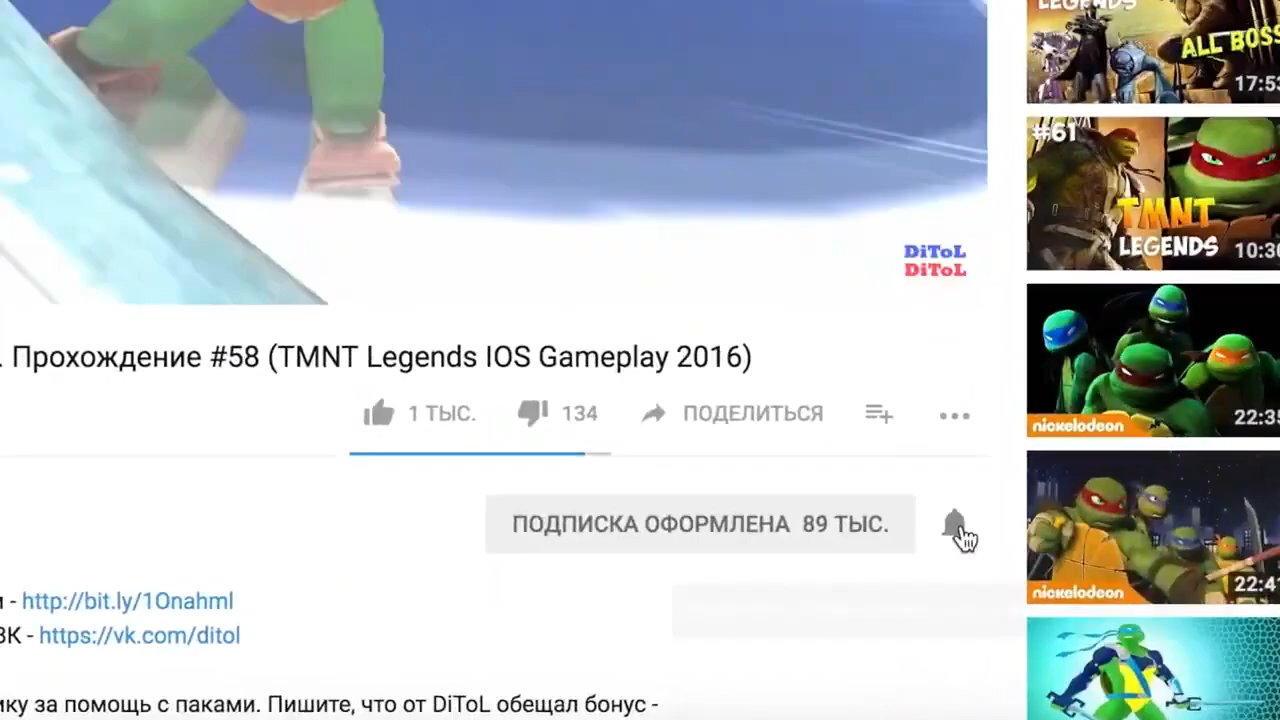 LEGENDS
ALL BOSS
17:53
#61
TMNT
LEGENDS
10:30
DiToL
DiToL
. Прохождение #58 (TMNT Legends IOS Gameplay 2016)
1 ТЫС.
134
ПОДЕЛИТЬСЯ
nickelodeon
22:35
ПОДПИСКА ОФОРМЛЕНА 89 ТЫС.
nickelodeon
22:41
- http://bit.ly/1Onahml
ВК - https://vk.com/ditol
ику за помощь с паками. Пишите, что от DiToL обещал бонус -